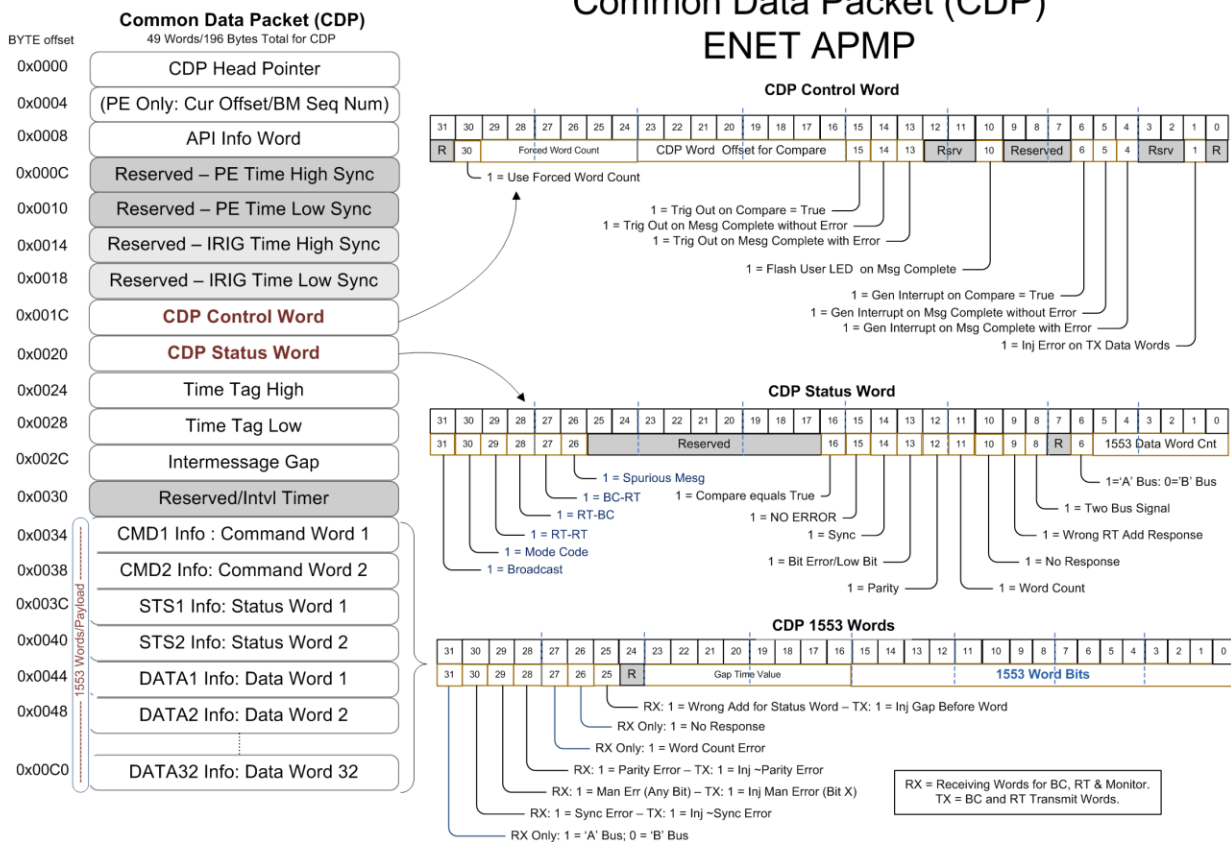 Common Data Packet (CDP)
ENET APMP
Common Data Packet (CDP)
49 Words/196 Bytes Total for CDP
BYTE offset
0x0000 CDP Head Pointer
0x0004 (PE Only: Cur Offset/BM Seq Num)
0x0008 API Info Word
0x000C Reserved – PE Time High Sync
0x0010 Reserved – PE Time Low Sync
0x0014 Reserved – IRIG Time High Sync
0x0018 Reserved – IRIG Time Low Sync
0x001C CDP Control Word
0x0020 CDP Status Word
0x0024 Time Tag High
0x0028 Time Tag Low
0x002C Intermessage Gap
0x0030 Reserved/Intvl Timer
0x0034 CMD1 Info : Command Word 1
0x0038 CMD2 Info: Command Word 2
0x003C STS1 Info: Status Word 1
0x0040 STS2 Info: Status Word 2
0x0044 DATA1 Info: Data Word 1
0x0048 DATA2 Info: Data Word 2
0x00C0 DATA32 Info: Data Word 32
1553 Words/Payload
CDP Control Word
31 30 29 28 27 26 25 24 23 22 21 20 19 18 17 16 15 14 13 12 11 10 9 8 7 6 5 4 3 2 1 0
R 30 Forced Word Count CDP Word Offset for Compare 15 14 13 Rsrv 10 Reserved 6 5 4 Rsrv 1 R
1 = Use Forced Word Count
1 = Trig Out on Compare = True
1 = Trig Out on Mesg Complete without Error
1 = Trig Out on Mesg Complete with Error
1 = Flash User LED on Msg Complete
1 = Gen Interrupt on Compare = True
1 = Gen Interrupt on Msg Complete without Error
1 = Gen Interrupt on Msg Complete with Error
1 = Inj Error on TX Data Words
CDP Status Word
31 30 29 28 27 26 25 24 23 22 21 20 19 18 17 16 15 14 13 12 11 10 9 8 7 6 5 4 3 2 1 0
31 30 29 28 27 26 Reserved 16 15 14 13 12 11 10 9 8 R 6 1553 Data Word Cnt
1 = Spurious Mesg
1 = BC-RT
1 = RT-BC
1 = RT-RT
1 = Mode Code
1 = Broadcast
1 = Compare equals True
1 = NO ERROR
1 = Sync
1 = Bit Error/Low Bit
1 = Parity
1='A' Bus: 0='B' Bus
1 = Two Bus Signal
1 = Wrong RT Add Response
1 = No Response
1 = Word Count
CDP 1553 Words
31 30 29 28 27 26 25 24 23 22 21 20 19 18 17 16 15 14 13 12 11 10 9 8 7 6 5 4 3 2 1 0
31 30 29 28 27 26 25 R Gap Time Value 1553 Word Bits
RX: 1 = Wrong Add for Status Word – TX: 1 = Inj Gap Before Word
RX Only: 1 = No Response
RX Only: 1 = Word Count Error
RX: 1 = Parity Error – TX: 1 = Inj ~Parity Error
RX: 1 = Man Err (Any Bit) – TX: 1 = Inj Man Error (Bit X)
RX: 1 = Sync Error – TX: 1 = Inj ~Sync Error
RX Only: 1 = 'A' Bus; 0 = 'B' Bus
RX = Receiving Words for BC, RT & Monitor.
TX = BC and RT Transmit Words.